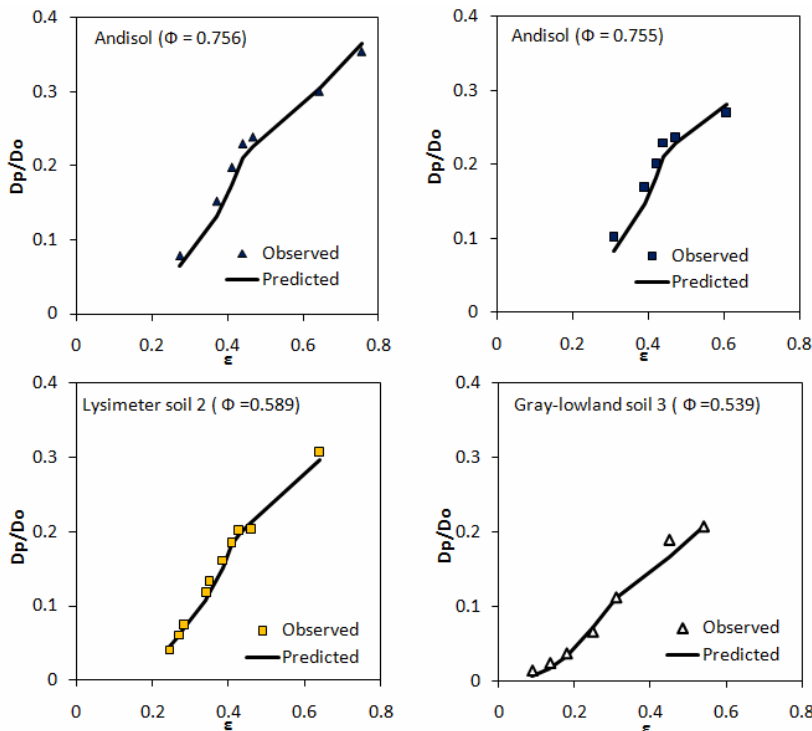 Andisol (Φ = 0.756)
0.4
0.3
0.2
0.1
0
Dp/Do
Observed
Predicted
0
0.2
0.4
0.6
0.8
ε
Andisol (Φ = 0.755)
0.4
0.3
0.2
0.1
0
Dp/Do
Observed
Predicted
0
0.2
0.4
0.6
0.8
ε
Lysimeter soil 2 ( Φ =0.589)
0.4
0.3
0.2
0.1
0
Dp/Do
Observed
Predicted
0
0.2
0.4
0.6
0.8
ε
Gray-lowland soil 3 ( Φ =0.539)
0.4
0.3
0.2
0.1
0
Dp/Do
Observed
Predicted
0
0.2
0.4
0.6
0.8
ε